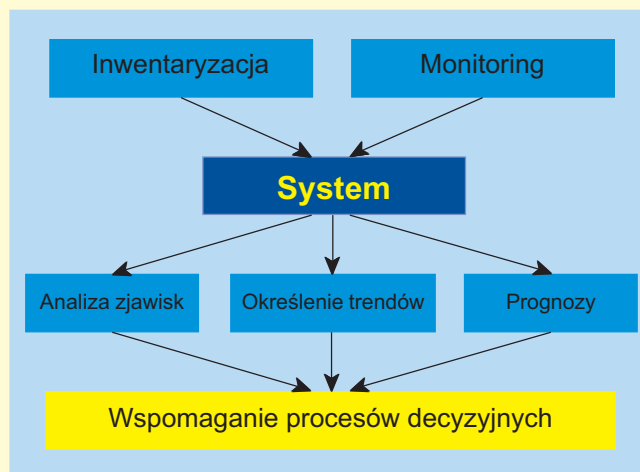 Inwentaryzacja
Monitoring
System
Analiza zjawisk
Określenie trendów
Prognozy
Wspomaganie procesów decyzyjnych